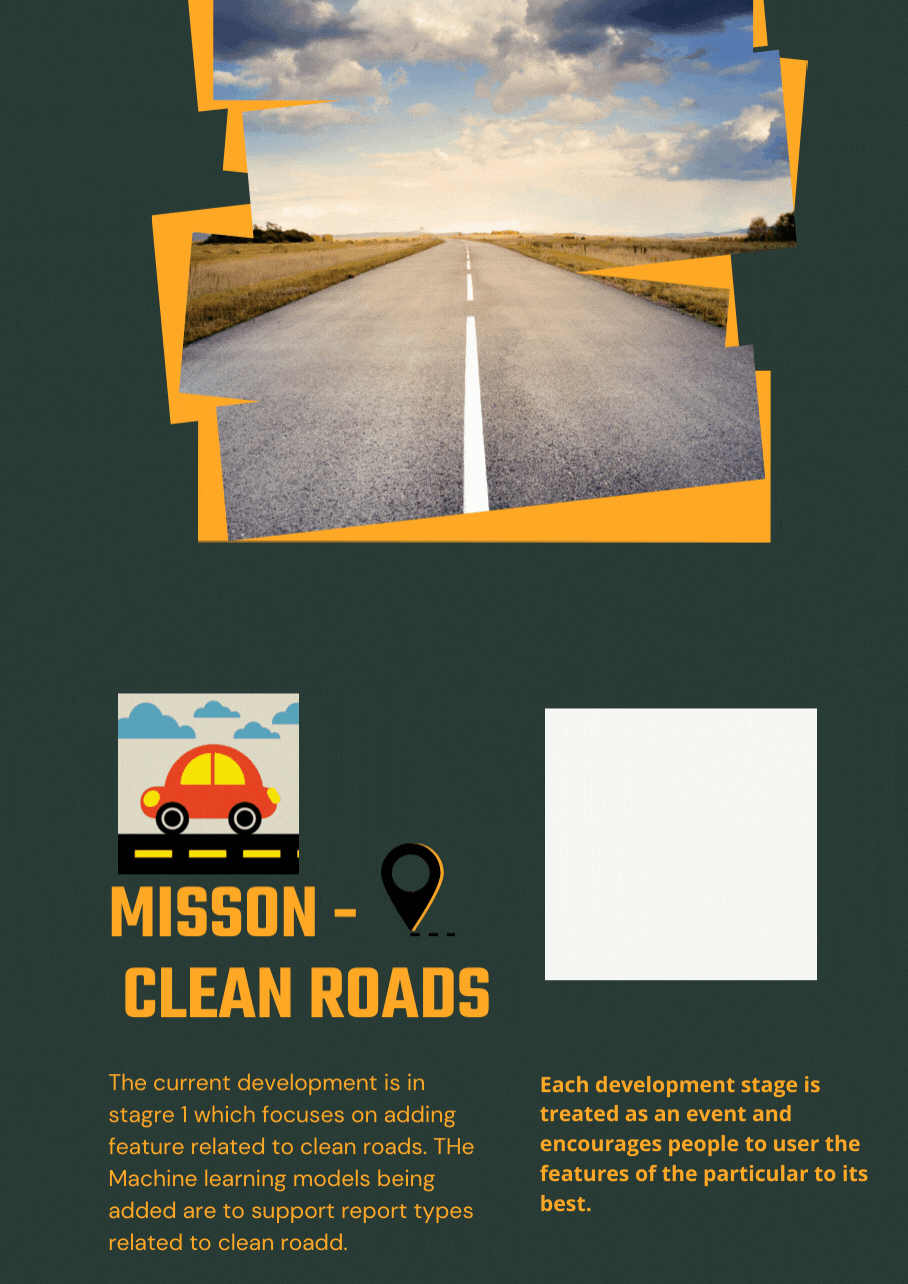 MISSON -
CLEAN ROADS
The current development is in
stagre 1 which focuses on adding
feature related to clean roads. THe
Machine learning models being
added are to support report types
related to clean roadd.
Each development stage is
treated as an event and
encourages people to user the
features of the particular to its
best.